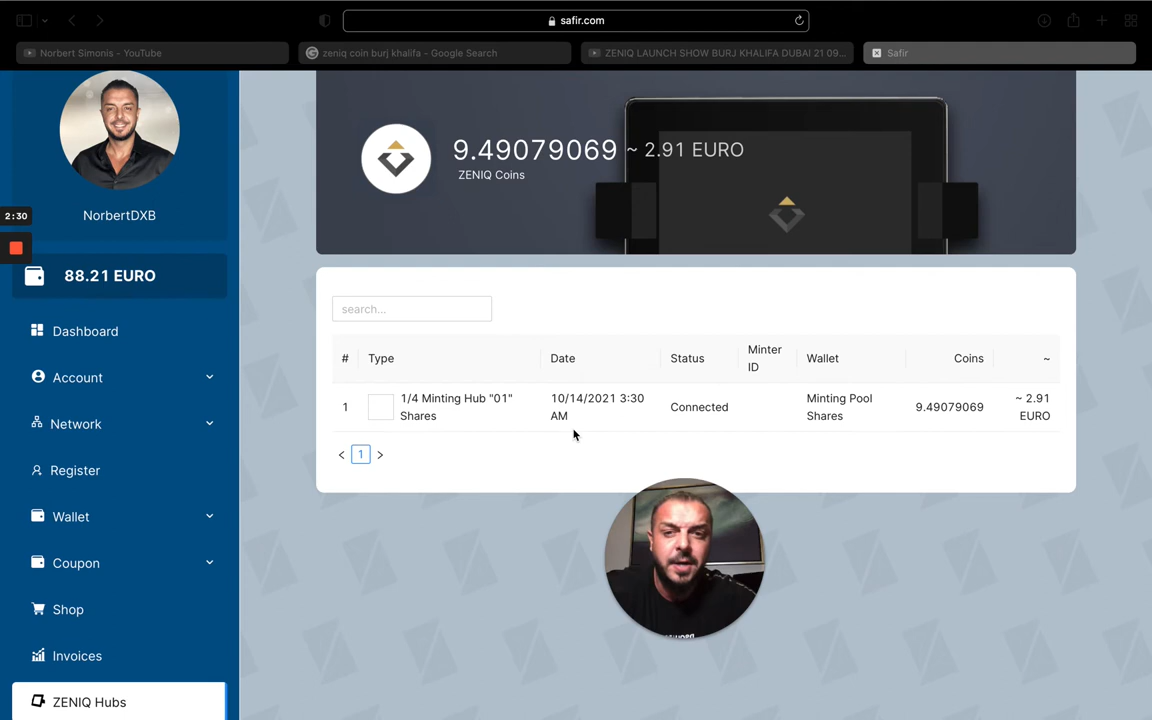 safir.com
Norbert Simonis - YouTube
zeniq coin burj khalifa - Google Search
ZENIQ LAUNCH SHOW BURJ KHALIFA DUBAI 21 09...
Safir
9.49079069 ~ 2.91 EURO
ZENIQ Coins
NorbertDXB
2:30
88.21 EURO
Dashboard
Account
Network
Register
Wallet
Coupon
Shop
Invoices
ZENIQ Hubs
search...
# Type Date Status Minter ID Wallet Coins ~
1 1/4 Minting Hub "01" 10/14/2021 3:30 Connected Minting Pool 9.49079069 ~ 2.91
Shares AM Shares EURO
< 1 >